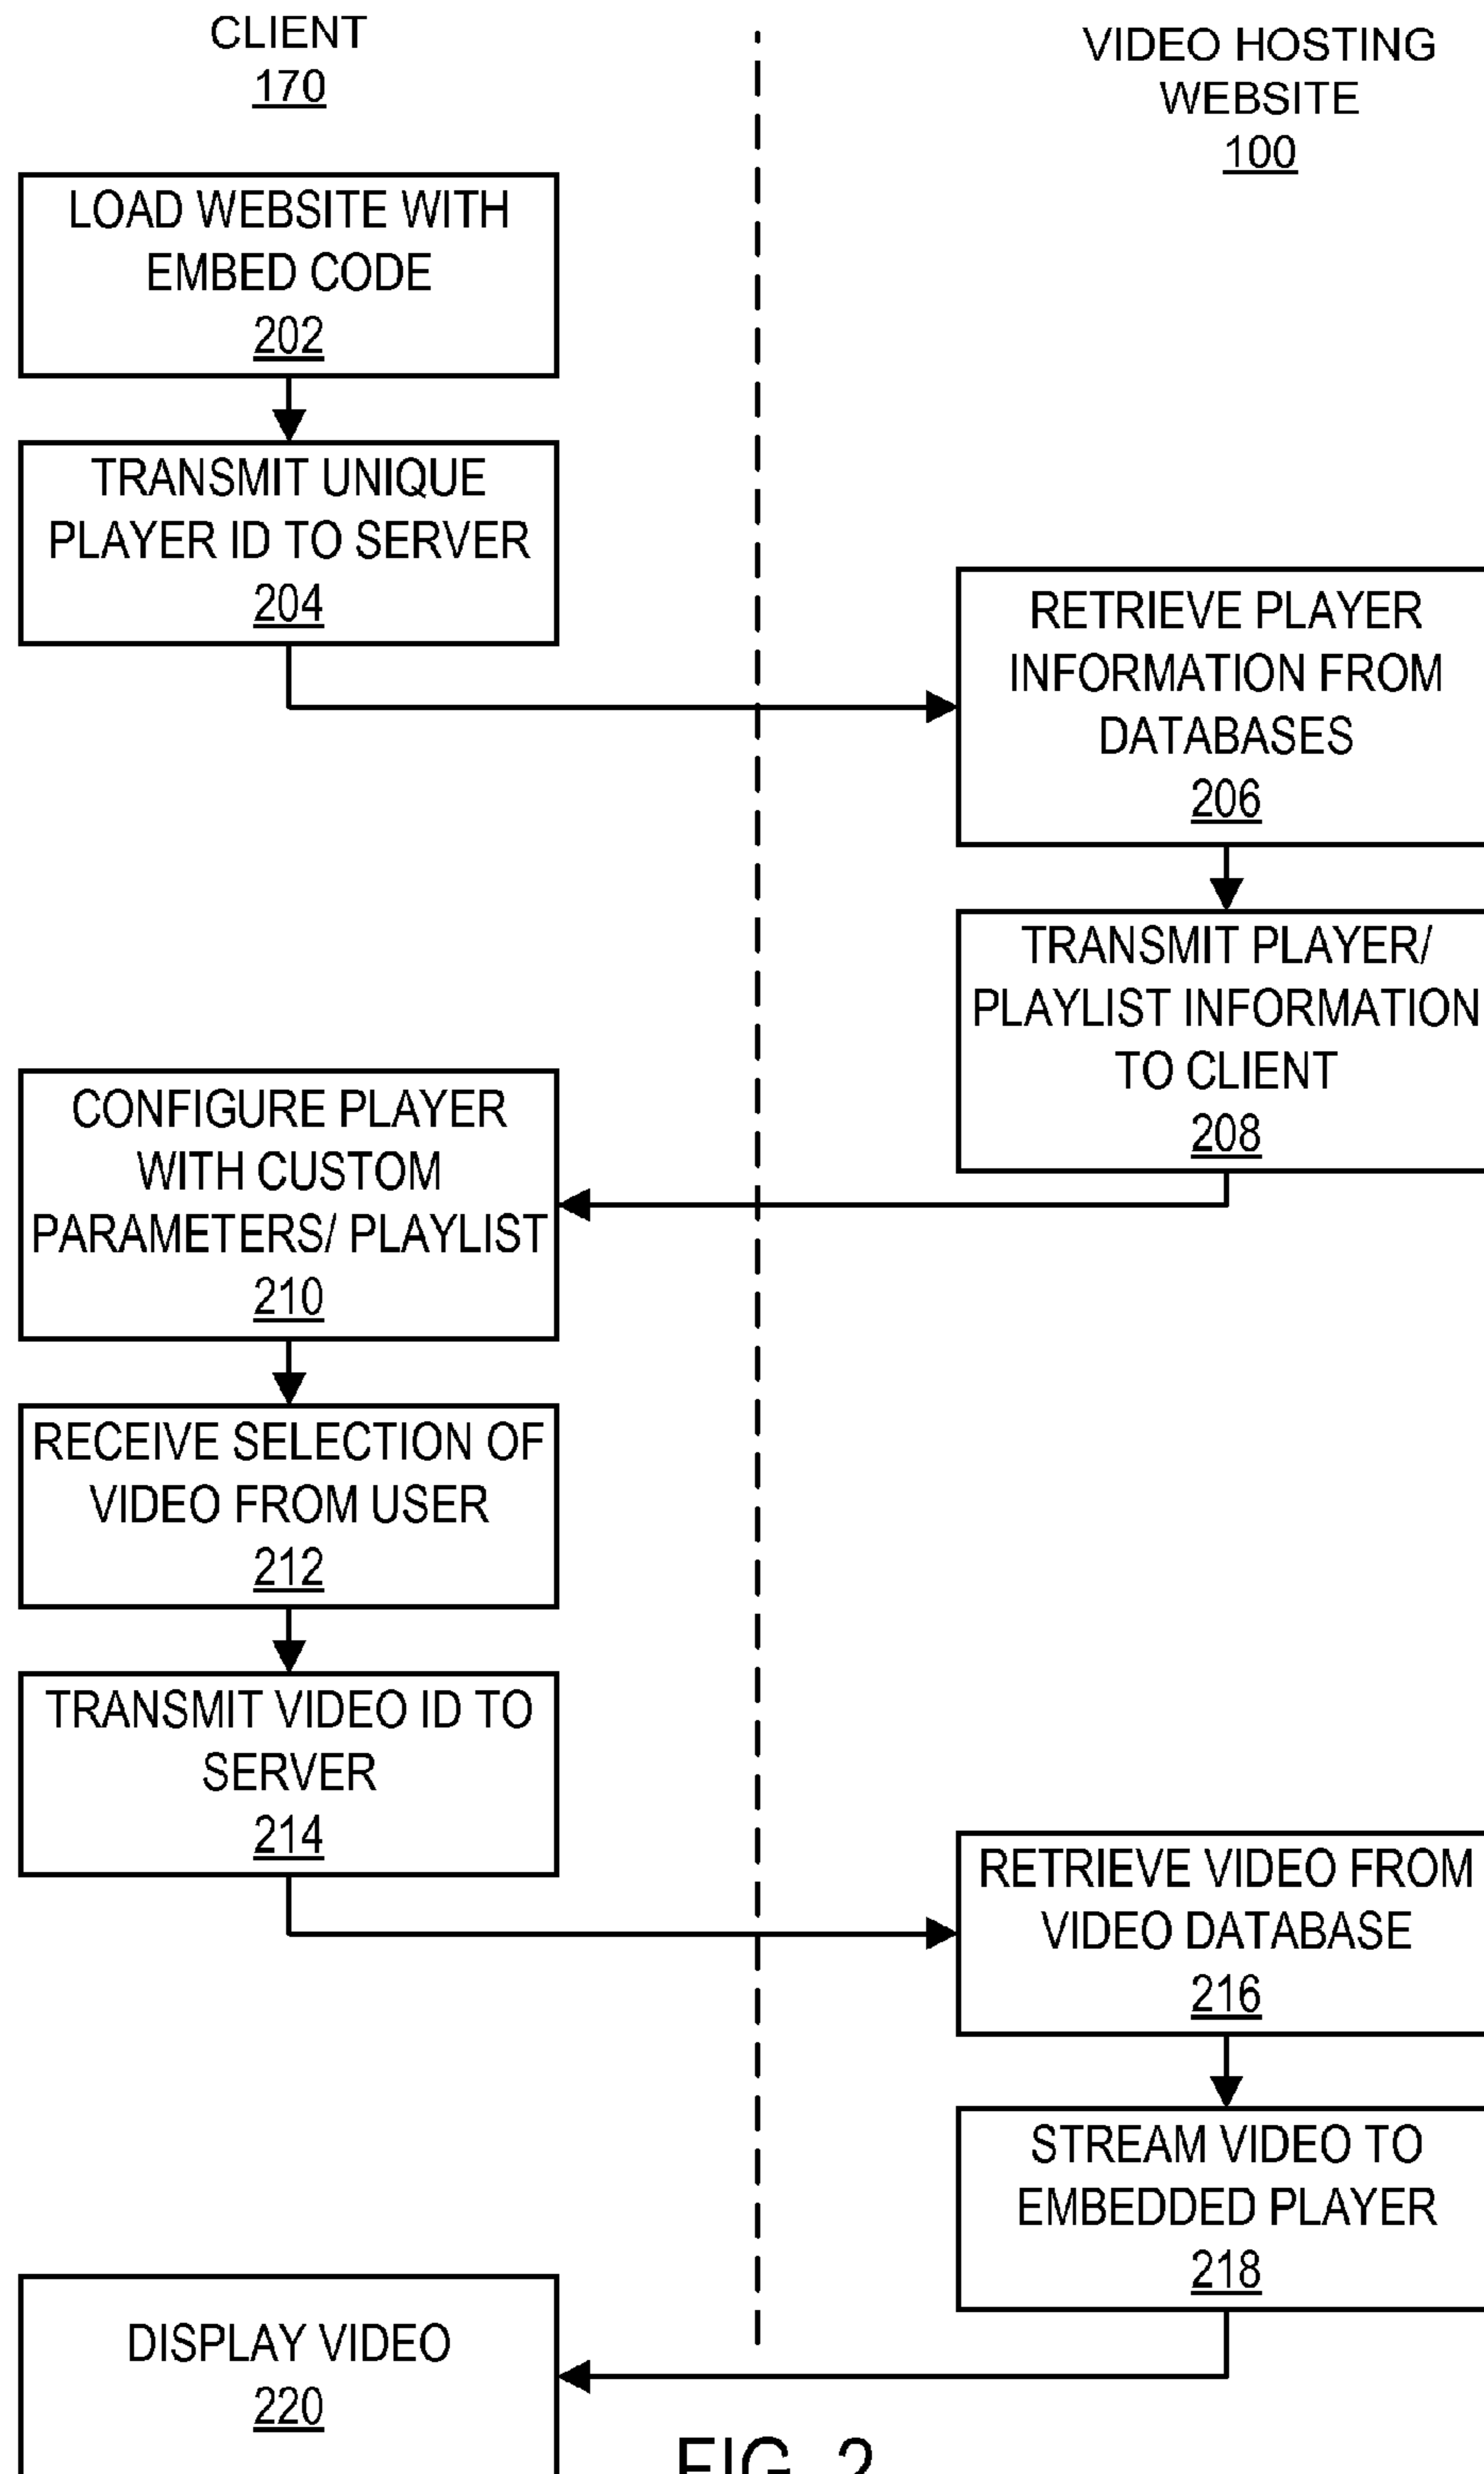 CLIENT
170
VIDEO HOSTING
WEBSITE
100
LOAD WEBSITE WITH
EMBED CODE
202
TRANSMIT UNIQUE
PLAYER ID TO SERVER
204
RETRIEVE PLAYER
INFORMATION FROM
DATABASES
206
TRANSMIT PLAYER/
PLAYLIST INFORMATION
TO CLIENT
208
CONFIGURE PLAYER
WITH CUSTOM
PARAMETERS/ PLAYLIST
210
RECEIVE SELECTION OF
VIDEO FROM USER
212
TRANSMIT VIDEO ID TO
SERVER
214
RETRIEVE VIDEO FROM
VIDEO DATABASE
216
STREAM VIDEO TO
EMBEDDED PLAYER
218
DISPLAY VIDEO
220
FIG. 2